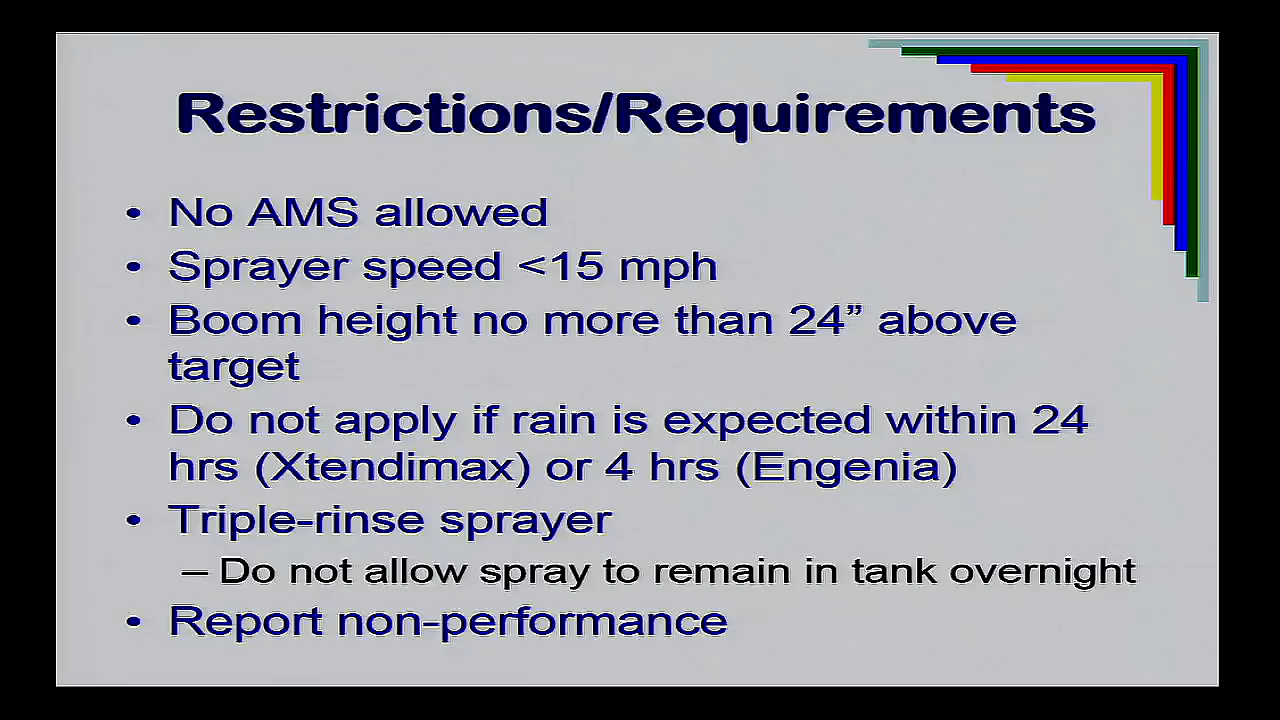 Restrictions/Requirements
• No AMS allowed
• Sprayer speed <15 mph
• Boom height no more than 24” above
target
• Do not apply if rain is expected within 24
hrs (Xtendimax) or 4 hrs (Engenia)
• Triple-rinse sprayer
– Do not allow spray to remain in tank overnight
• Report non-performance